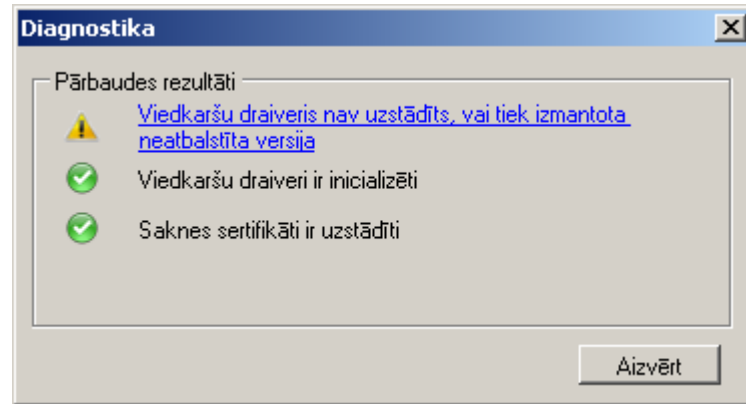 Diagnostika
Pārbaudes rezultāti
Viedkaršu draiveris nav uzstādīts, vai tiek izmantota
neatbalstīta versija
Viedkaršu draiveri ir inicializēti
Saknes sertifikāti ir uzstādīti
Aizvērt